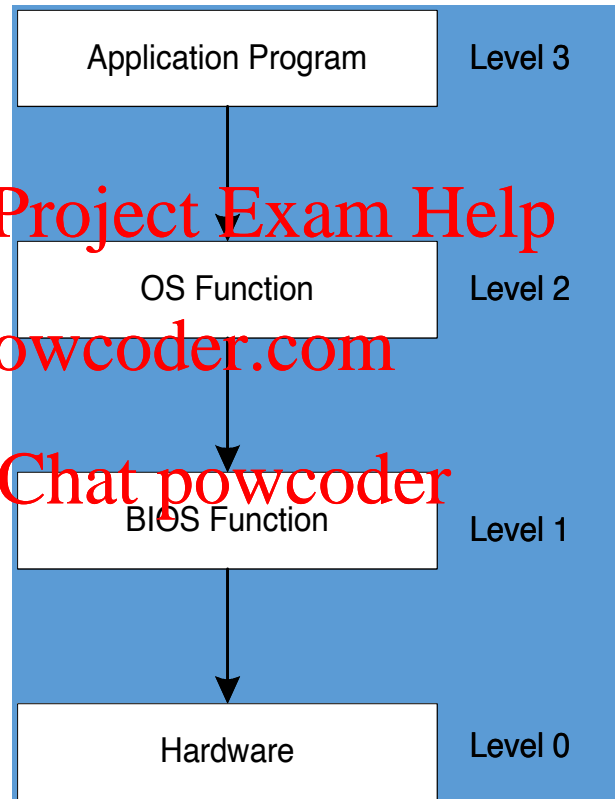 Application Program Level 3
Project Exam Help
OS Function Level 2
powcoder.com
Chat powcoder
BIOS Function Level 1
Hardware Level 0